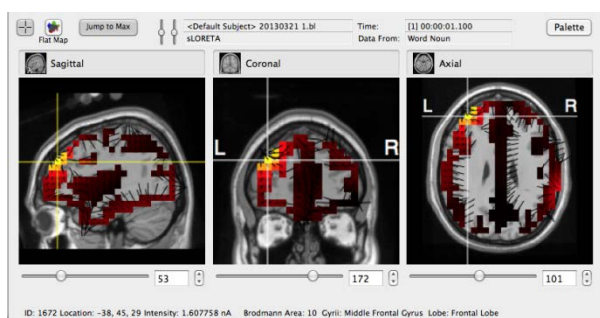 Jump to Max
<Default Subject> 20130321 1.bl
Time:
[1] 00:00:01.100
Palette
Flat Map
sLORETA
Data From:
Word Noun
Sagittal
Coronal
Axial
L
R
L
R
53
172
101
ID: 1672 Location: -38, 45, 29 Intensity: 1.607758 nA Brodmann Area: 10 Gyrii: Middle Frontal Gyrus Lobe: Frontal Lobe